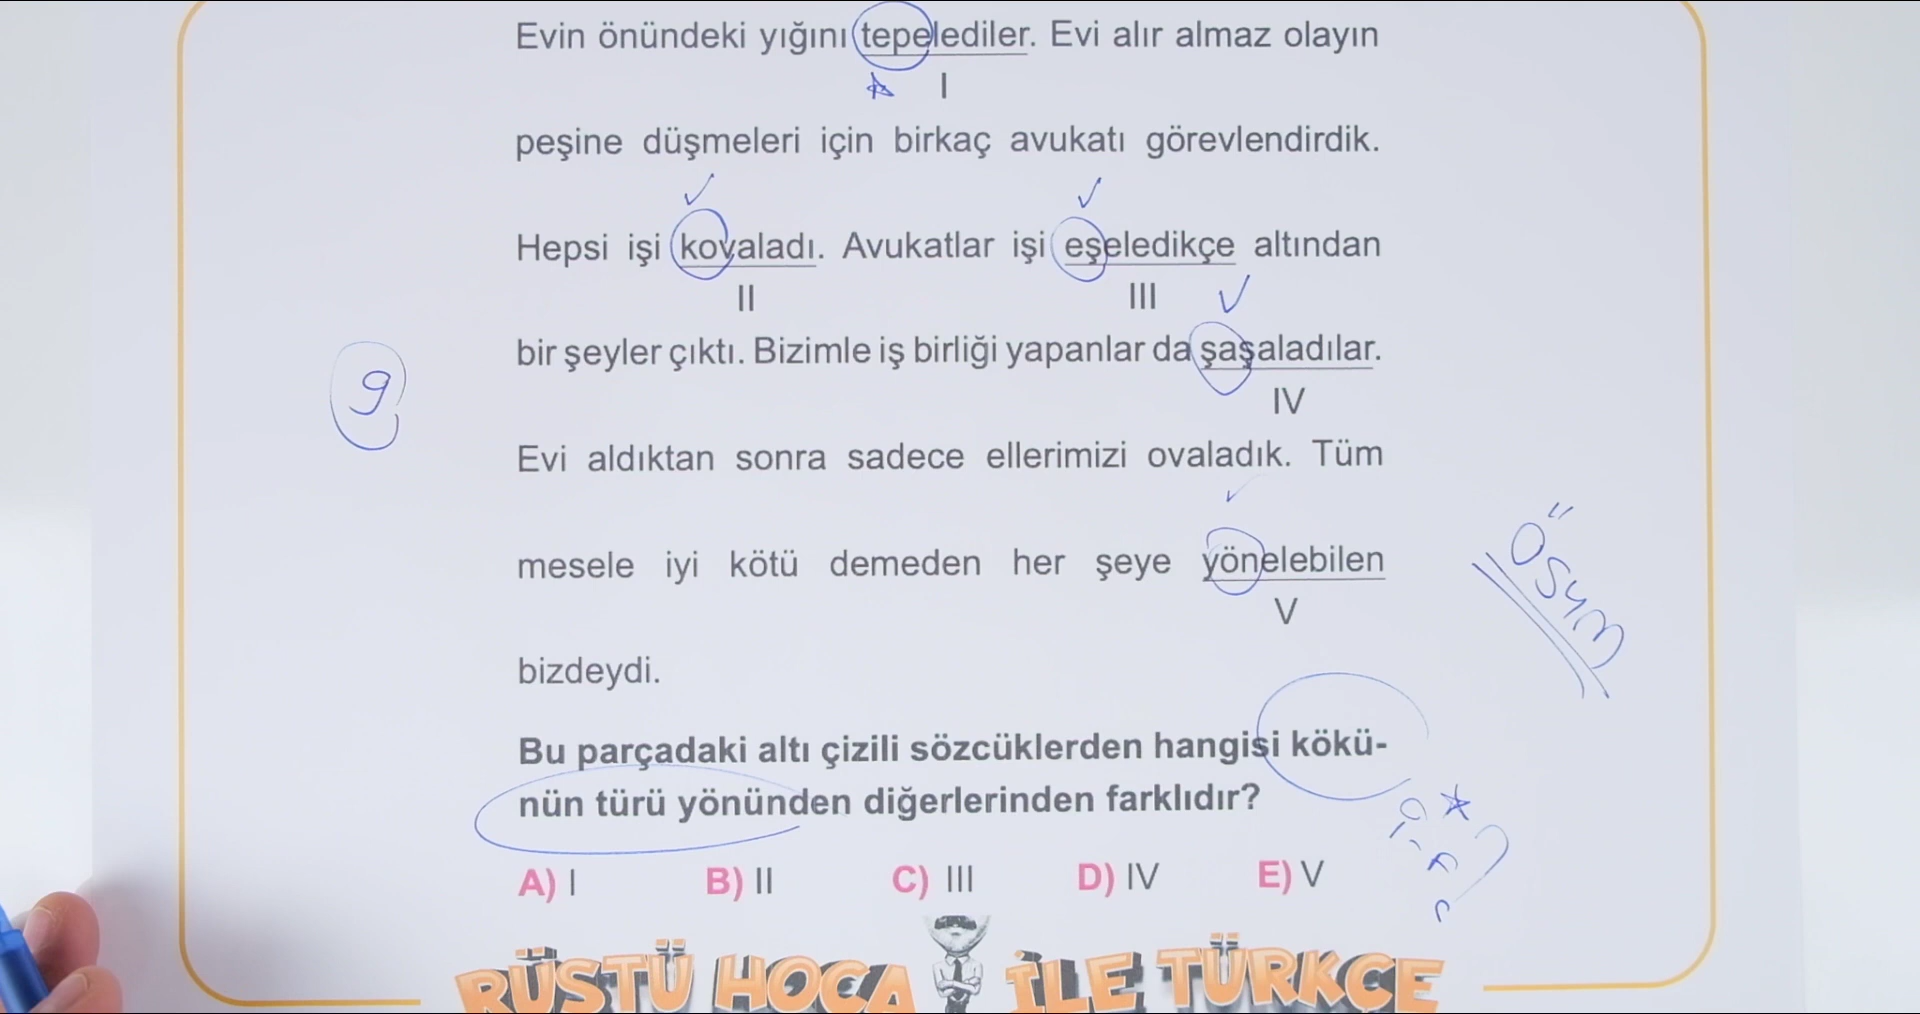 Evin önündeki yığını tepelediler. Evi alır almaz olayın
I
peşine düşmeleri için birkaç avukatı görevlendirdik.
Hepsi işi kovaladı. Avukatlar işi eşeledikçe altından
II III
bir şeyler çıktı. Bizimle iş birliği yapanlar da şaşaladılar.
IV
9
Evi aldıktan sonra sadece ellerimizi ovaladık. Tüm
mesele iyi kötü demeden her şeye yönelebilen
V
ÖSYM
bizdeydi.
Bu parçadaki altı çizili sözcüklerden hangisi kökü-
nün türü yönünden diğerlerinden farklıdır?
A) I B) II C) III D) IV E) V
RÜSTÜ HOCA İLE TÜRKÇE